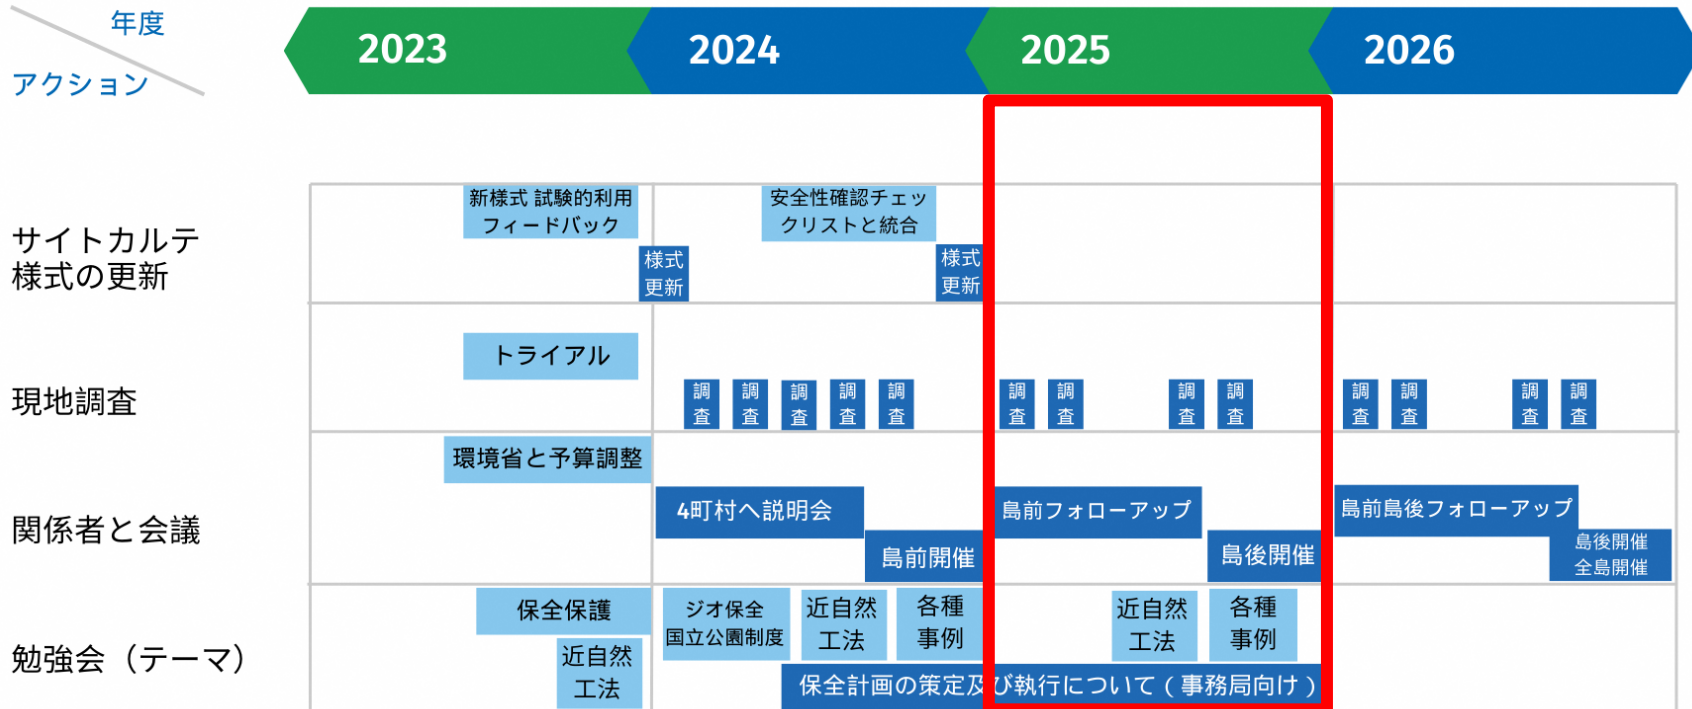 年度
アクション
2023
2024
2025
2026
サイトカルテ
様式の更新
新様式 試験的利用
フィードバック
様式
更新
安全性確認チェッ
クリストと統合
様式
更新
現地調査
トライアル
調
査
調
査
調
査
調
査
調
査
調
査
調
査
調
査
調
査
調
査
調
査
調
査
調
査
関係者と会議
環境省と予算調整
4町村へ説明会
島前開催
島前フォローアップ
島後開催
島前島後フォローアップ
島後開催
全島開催
勉強会（テーマ）
保全保護
近自然
工法
ジオ保全
国立公園制度
近自然
工法
各種
事例
近自然
工法
各種
事例
保全計画の策定及び執行について（事務局向け）